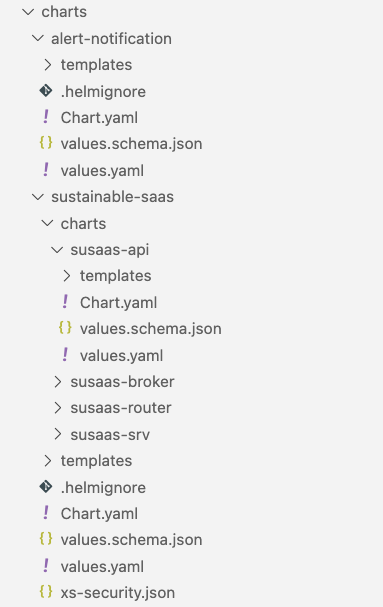 charts
alert-notification
templates
.helmignore
Chart.yaml
values.schema.json
values.yaml
sustainable-saas
charts
susaas-api
templates
Chart.yaml
values.schema.json
values.yaml
susaas-broker
susaas-router
susaas-srv
templates
.helmignore
Chart.yaml
values.schema.json
values.yaml
xs-security.json